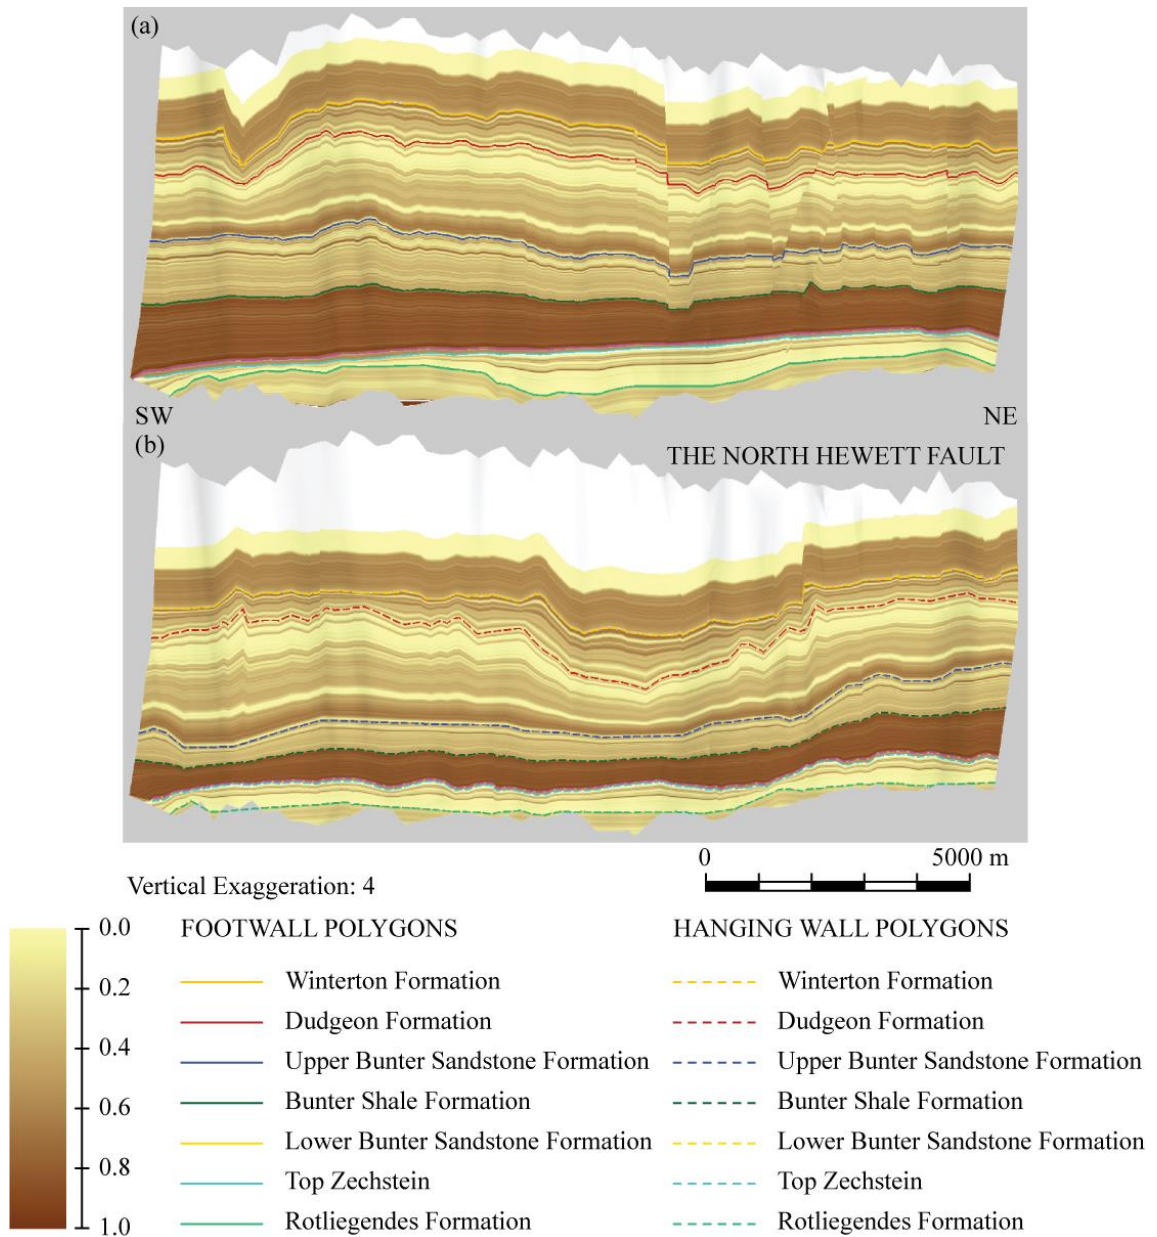 (a)
SW
NE
(b)
THE NORTH HEWETT FAULT
0
5000 m
Vertical Exaggeration: 4
0.0
0.2
0.4
0.6
0.8
1.0
FOOTWALL POLYGONS
Winterton Formation
Dudgeon Formation
Upper Bunter Sandstone Formation
Bunter Shale Formation
Lower Bunter Sandstone Formation
Top Zechstein
Rotliegendes Formation
HANGING WALL POLYGONS
Winterton Formation
Dudgeon Formation
Upper Bunter Sandstone Formation
Bunter Shale Formation
Lower Bunter Sandstone Formation
Top Zechstein
Rotliegendes Formation